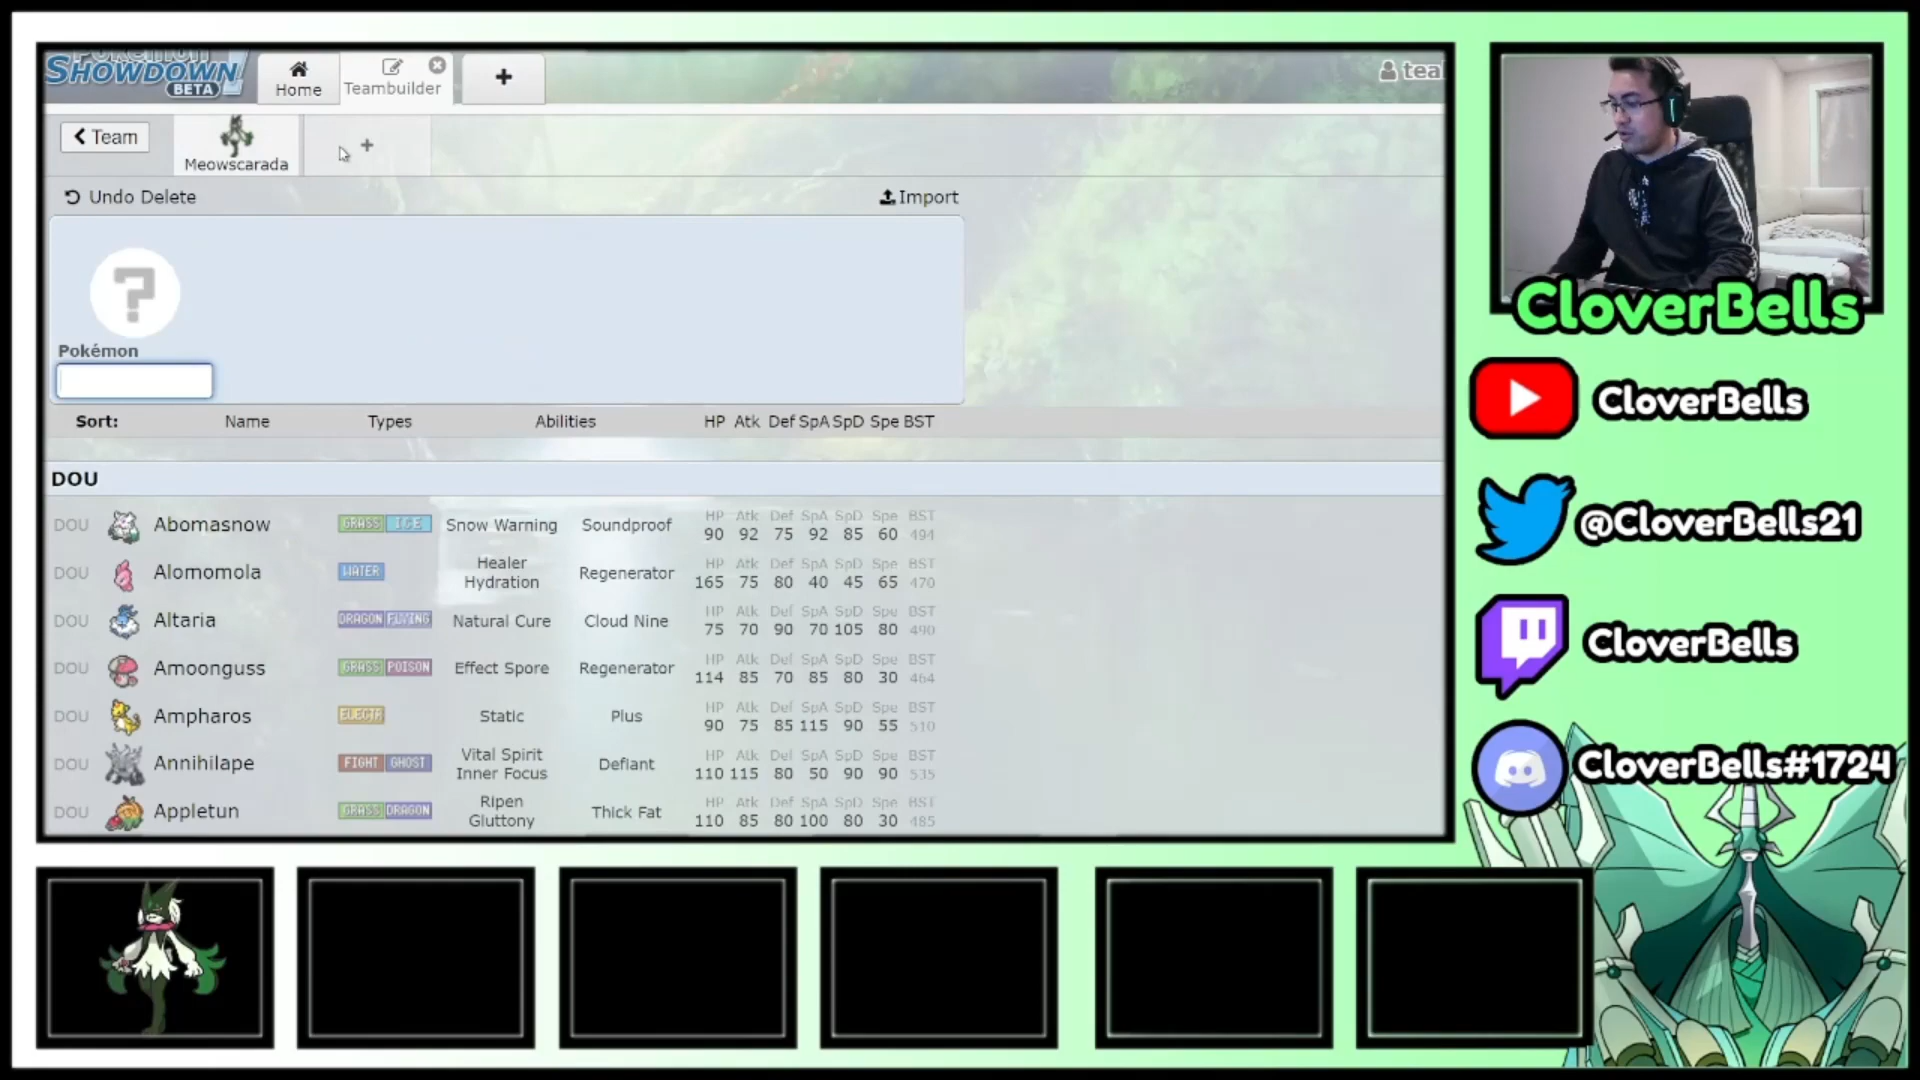 Pokémon
SHOWDOWN
BETA
Home
Teambuilder
+
tea
Team
Meowscarada
+
Undo Delete
Import
?
Pokémon
Sort: Name Types Abilities HP Atk Def SpA SpD Spe BST
DOU
DOU Abomasnow GRASS ICE Snow Warning Soundproof HP 90 Atk 92 Def 75 SpA 92 SpD 85 Spe 60 BST 494
DOU Alomomola WATER Healer Hydration Regenerator HP 165 Atk 75 Def 80 SpA 40 SpD 45 Spe 65 BST 470
DOU Altaria DRAGON FLYING Natural Cure Cloud Nine HP 75 Atk 70 Def 90 SpA 70 SpD 105 Spe 80 BST 490
DOU Amoonguss GRASS POISON Effect Spore Regenerator HP 114 Atk 85 Def 70 SpA 85 SpD 80 Spe 30 BST 464
DOU Ampharos ELECTR Static Plus HP 90 Atk 75 Def 85 SpA 115 SpD 90 Spe 55 BST 510
DOU Annihilape FIGHT GHOST Vital Spirit Inner Focus Defiant HP 110 Atk 115 Def 80 SpA 50 SpD 90 Spe 90 BST 535
DOU Appletun GRASS DRAGON Ripen Gluttony Thick Fat HP 110 Atk 85 Def 80 SpA 100 SpD 80 Spe 30 BST 485
CloverBells
CloverBells
@CloverBells21
CloverBells
CloverBells#1724